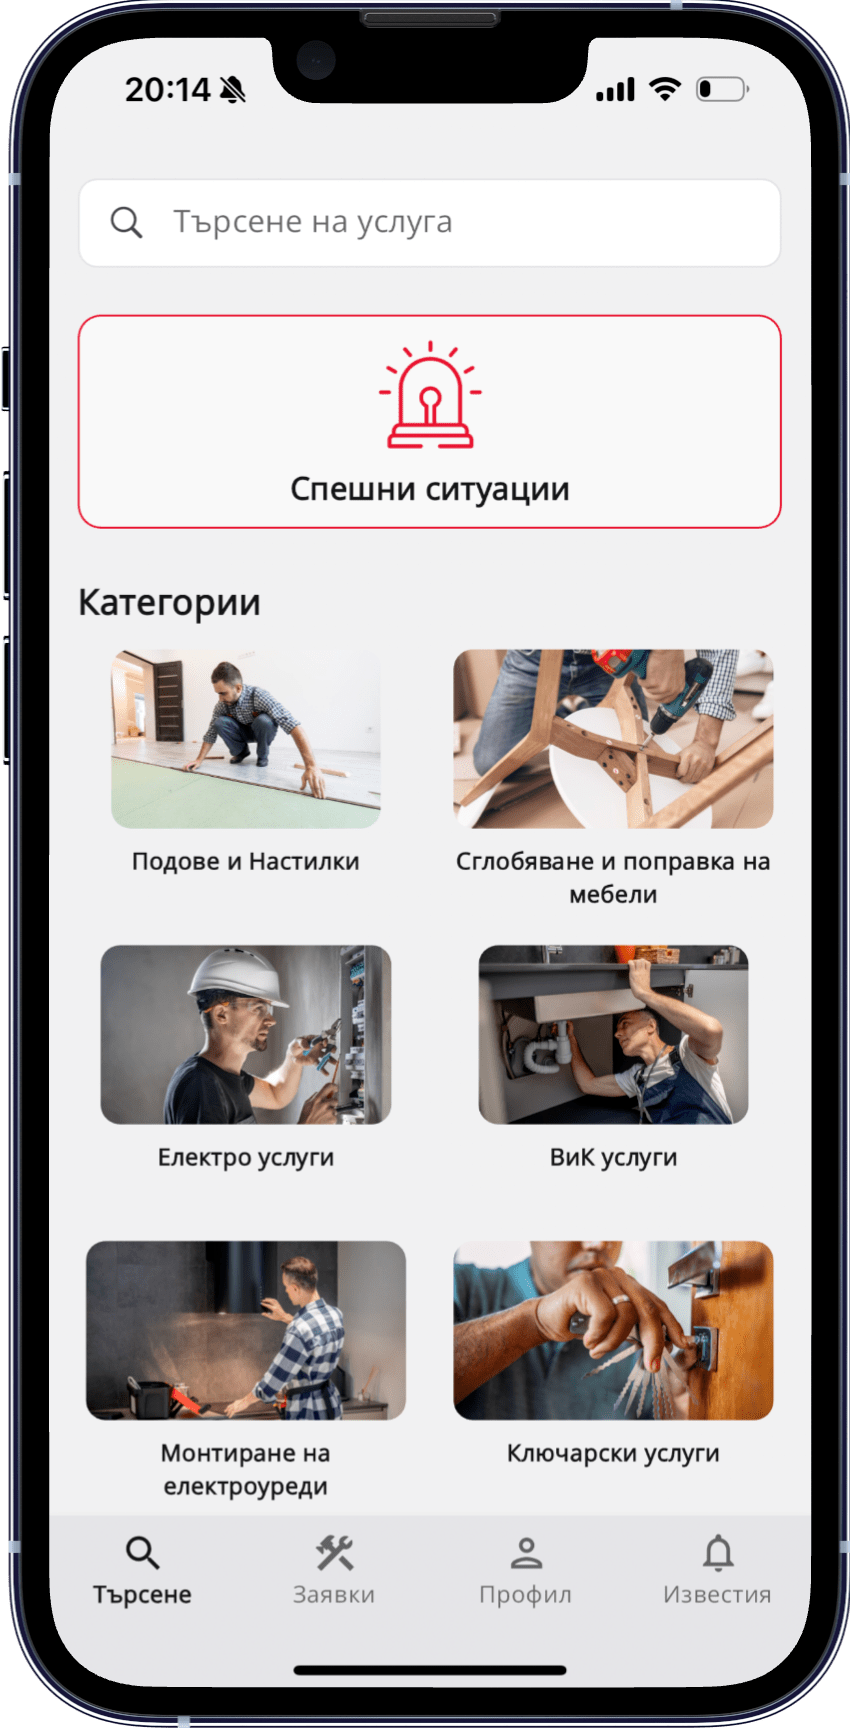 20:14
Търсене на услуга
Спешни ситуации
Категории
Подове и Настилки
Сглобяване и поправка на
мебели
Електро услуги
ВиК услуги
Монтиране на
електроуреди
Ключарски услуги
Търсене
Заявки
Профил
Известия